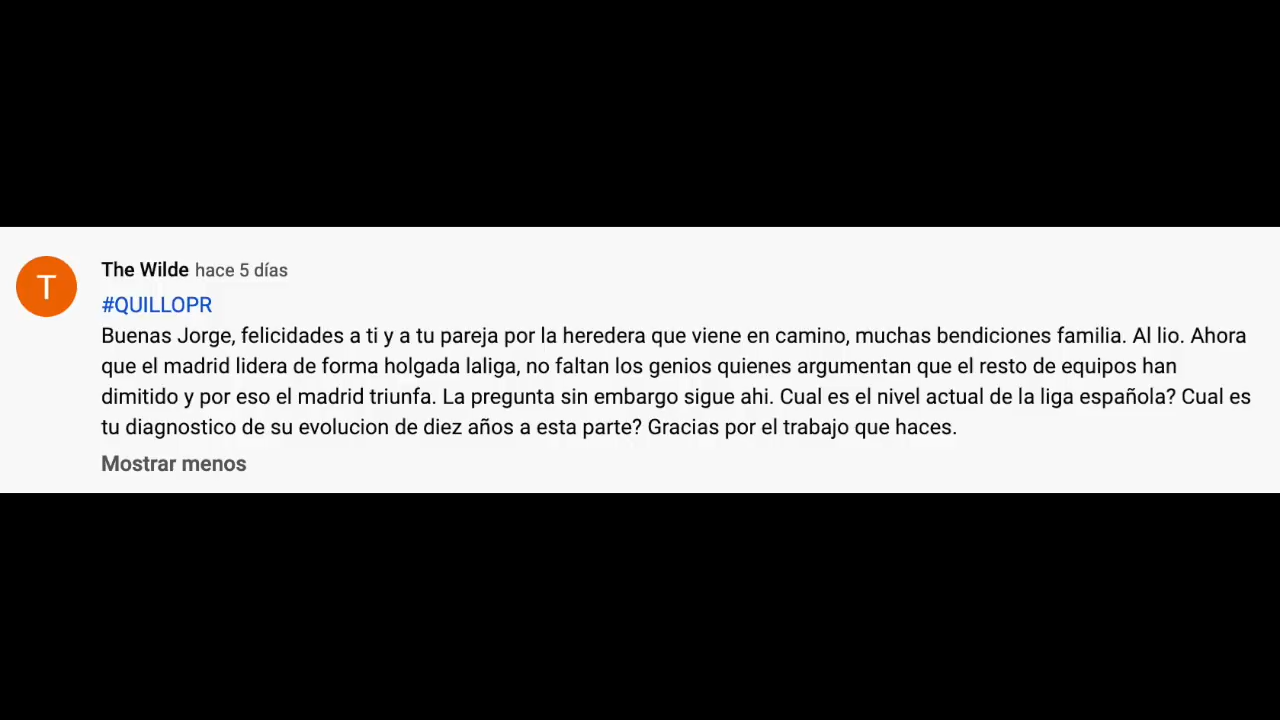 T
The Wilde hace 5 días
#QUILLOPR
Buenas Jorge, felicidades a ti y a tu pareja por la heredera que viene en camino, muchas bendiciones familia. Al lio. Ahora
que el madrid lidera de forma holgada laliga, no faltan los genios quienes argumentan que el resto de equipos han
dimitido y por eso el madrid triunfa. La pregunta sin embargo sigue ahi. Cual es el nivel actual de la liga española? Cual es
tu diagnostico de su evolucion de diez años a esta parte? Gracias por el trabajo que haces.
Mostrar menos